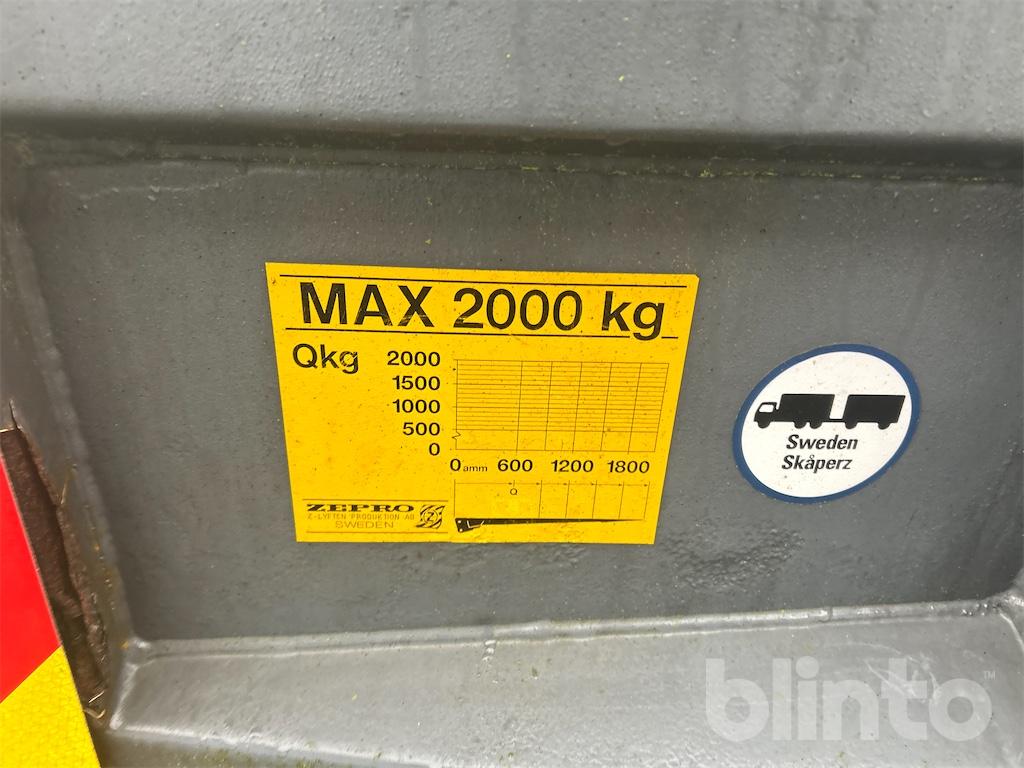 MAX 2000 kg
Qkg 2000
1500
1000
500
0
0 amm 600 1200 1800
Q
ZEPRO
Z-LYFTEN PRODUKTION AB
SWEDEN
Z
Sweden
Skåperz
blinto™